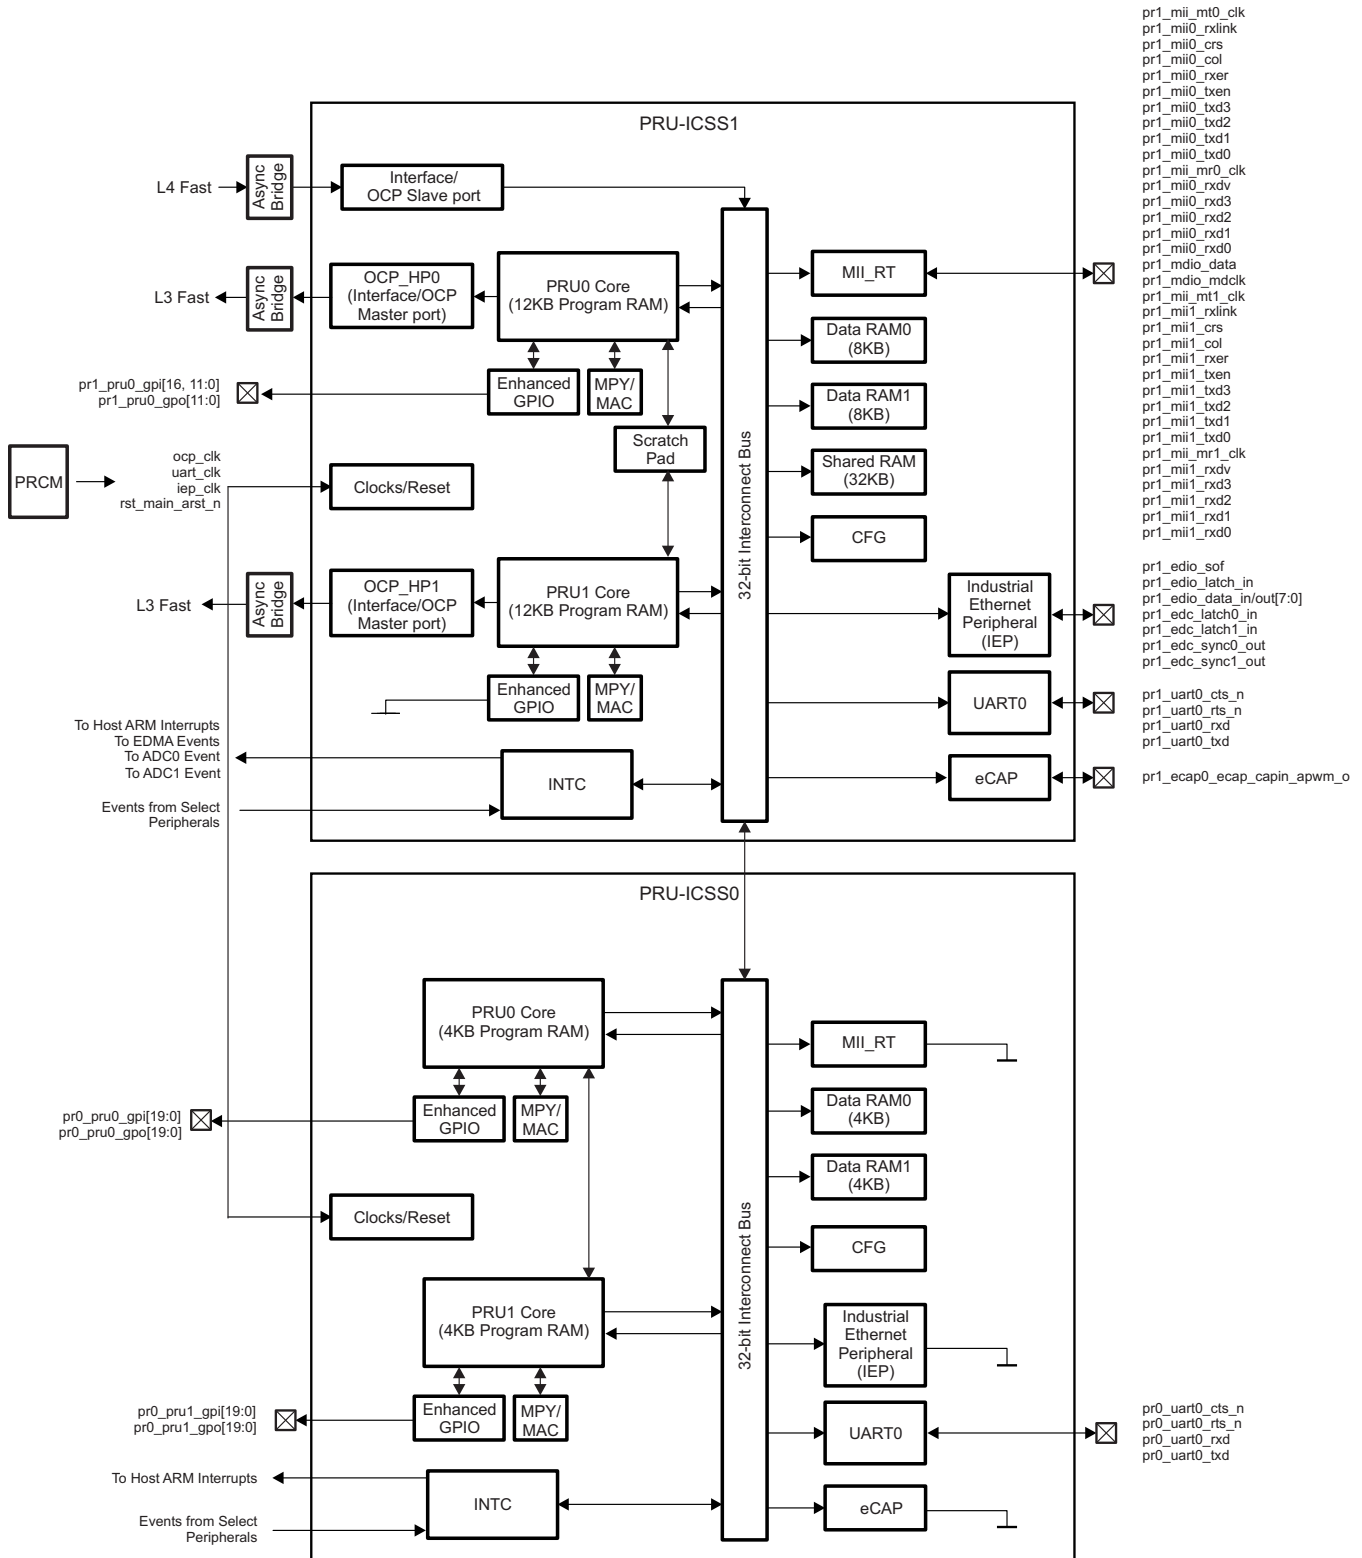 pr1_mii_mt0_clk
pr1_mii0_rxlink
pr1_mii0_crs
pr1_mii0_col
pr1_mii0_rxer
pr1_mii0_txen
pr1_mii0_txd3
pr1_mii0_txd2
pr1_mii0_txd1
pr1_mii0_txd0
pr1_mii_mr0_clk
pr1_mii0_rxdv
pr1_mii0_rxd3
pr1_mii0_rxd2
pr1_mii0_rxd1
pr1_mii0_rxd0
pr1_mdio_data
pr1_mdio_mdclk
pr1_mii_mt1_clk
pr1_mii1_rxlink
pr1_mii1_crs
pr1_mii1_col
pr1_mii1_rxer
pr1_mii1_txen
pr1_mii1_txd3
pr1_mii1_txd2
pr1_mii1_txd1
pr1_mii1_txd0
pr1_mii_mr1_clk
pr1_mii1_rxdv
pr1_mii1_rxd3
pr1_mii1_rxd2
pr1_mii1_rxd1
pr1_mii1_rxd0
PRU-ICSS1
L4 Fast
Async
Bridge
Interface/
OCP Slave port
L3 Fast
Async
Bridge
OCP_HP0
(Interface/OCP
Master port)
PRU0 Core
(12KB Program RAM)
MII_RT
Data RAM0
(8KB)
pr1_pru0_gpi[16, 11:0]
pr1_pru0_gpo[11:0]
Enhanced
GPIO
MPY/
MAC
Data RAM1
(8KB)
Scratch
Pad
Shared RAM
(32KB)
PRCM
ocp_clk
uart_clk
iep_clk
rst_main_arst_n
Clocks/Reset
32-bit Interconnect Bus
CFG
L3 Fast
Async
Bridge
OCP_HP1
(Interface/OCP
Master port)
PRU1 Core
(12KB Program RAM)
Industrial
Ethernet
Peripheral
(IEP)
pr1_edio_sof
pr1_edio_latch_in
pr1_edio_data_in/out[7:0]
pr1_edc_latch0_in
pr1_edc_latch1_in
pr1_edc_sync0_out
pr1_edc_sync1_out
Enhanced
GPIO
MPY/
MAC
UART0
pr1_uart0_cts_n
pr1_uart0_rts_n
pr1_uart0_rxd
pr1_uart0_txd
To Host ARM Interrupts
To EDMA Events
To ADC0 Event
To ADC1 Event
Events from Select
Peripherals
INTC
eCAP
pr1_ecap0_ecap_capin_apwm_o
PRU-ICSS0
PRU0 Core
(4KB Program RAM)
MII_RT
pr0_pru0_gpi[19:0]
pr0_pru0_gpo[19:0]
Enhanced
GPIO
MPY/
MAC
Data RAM0
(4KB)
Data RAM1
(4KB)
Clocks/Reset
32-bit Interconnect Bus
CFG
PRU1 Core
(4KB Program RAM)
Industrial
Ethernet
Peripheral
(IEP)
pr0_pru1_gpi[19:0]
pr0_pru1_gpo[19:0]
Enhanced
GPIO
MPY/
MAC
UART0
pr0_uart0_cts_n
pr0_uart0_rts_n
pr0_uart0_rxd
pr0_uart0_txd
To Host ARM Interrupts
Events from Select
Peripherals
INTC
eCAP